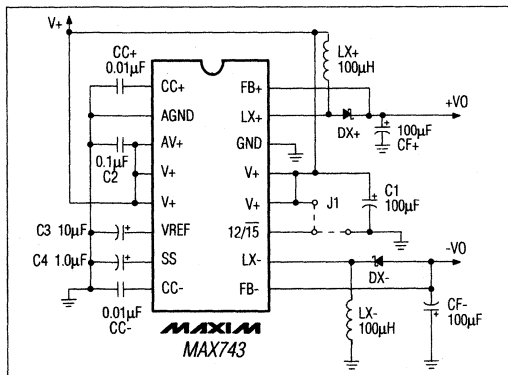 V+
CC+
0.01µF
LX+
100µH
CC+
FB+
AGND
LX+
DX+
+VO
100µF
CF+
AV+
GND
0.1µF
C2
V+
V+
V+
V+
J1
C1
100µF
C3 10µF
VREF
12/15
C4 1.0µF
SS
LX-
DX-
-VO
CC-
FB-
0.01µF
CC-
LX-
100µH
CF-
100µF
MAXIM
MAX743